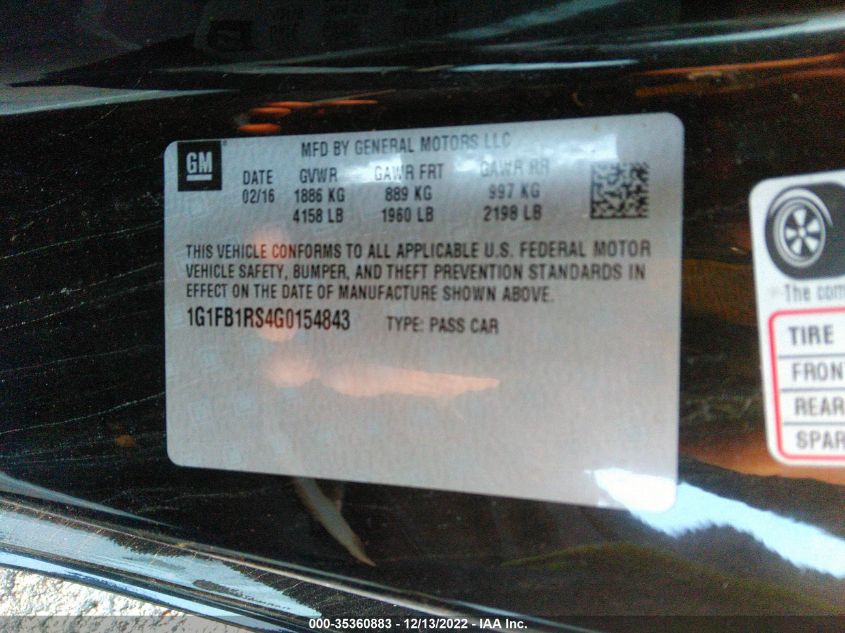 GM
MFD BY GENERAL MOTORS LLC
DATE GVWR GAWR FRT GAWR RR
02/16 1886 KG 889 KG 997 KG
4158 LB 1960 LB 2198 LB
THIS VEHICLE CONFORMS TO ALL APPLICABLE U.S. FEDERAL MOTOR
VEHICLE SAFETY, BUMPER, AND THEFT PREVENTION STANDARDS IN
EFFECT ON THE DATE OF MANUFACTURE SHOWN ABOVE.
1G1FB1RS4G0154843 TYPE: PASS CAR
The com
TIRE
FRON
REAR
SPAR
000-35360883 - 12/13/2022 - IAA Inc.